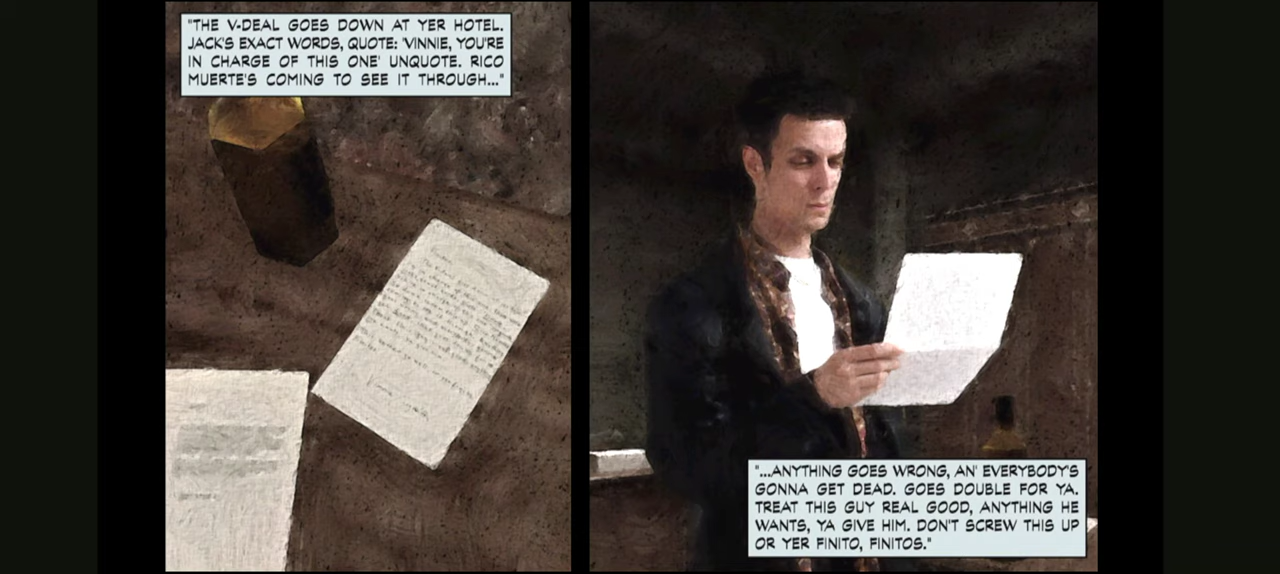 "THE V-DEAL GOES DOWN AT YER HOTEL.
JACK'S EXACT WORDS, QUOTE: 'VINNIE, YOU'RE
IN CHARGE OF THIS ONE' UNQUOTE. RICO
MUERTE'S COMING TO SEE IT THROUGH..."
"...ANYTHING GOES WRONG, AN' EVERYBODY'S
GONNA GET DEAD. GOES DOUBLE FOR YA.
TREAT THIS GUY REAL GOOD, ANYTHING HE
WANTS, YA GIVE HIM. DON'T SCREW THIS UP
OR YER FINITO, FINITOS."